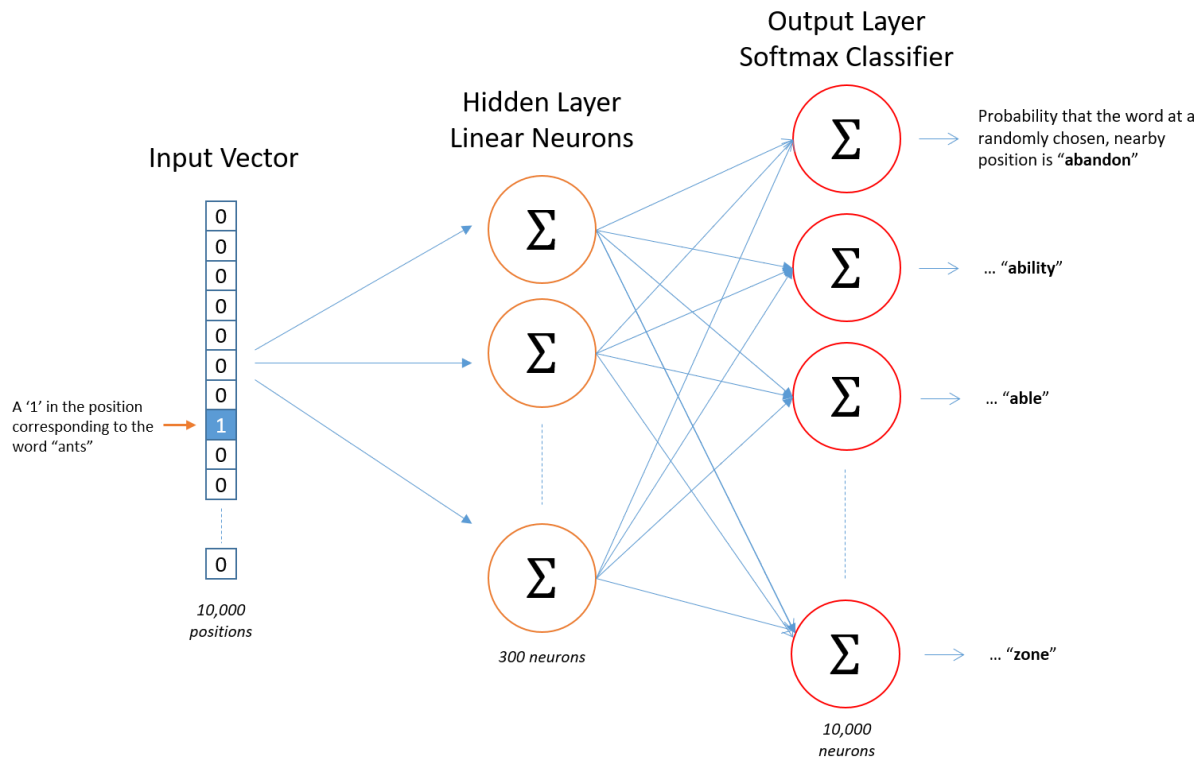 Output Layer
Softmax Classifier
Hidden Layer
Linear Neurons
Input Vector
Probability that the word at a
randomly chosen, nearby
position is “abandon”
… “ability”
… “able”
… “zone”
A ‘1’ in the position
corresponding to the
word “ants”
0
0
0
0
0
0
0
1
0
0
0
Σ
Σ
Σ
Σ
Σ
Σ
Σ
10,000
positions
300 neurons
10,000
neurons